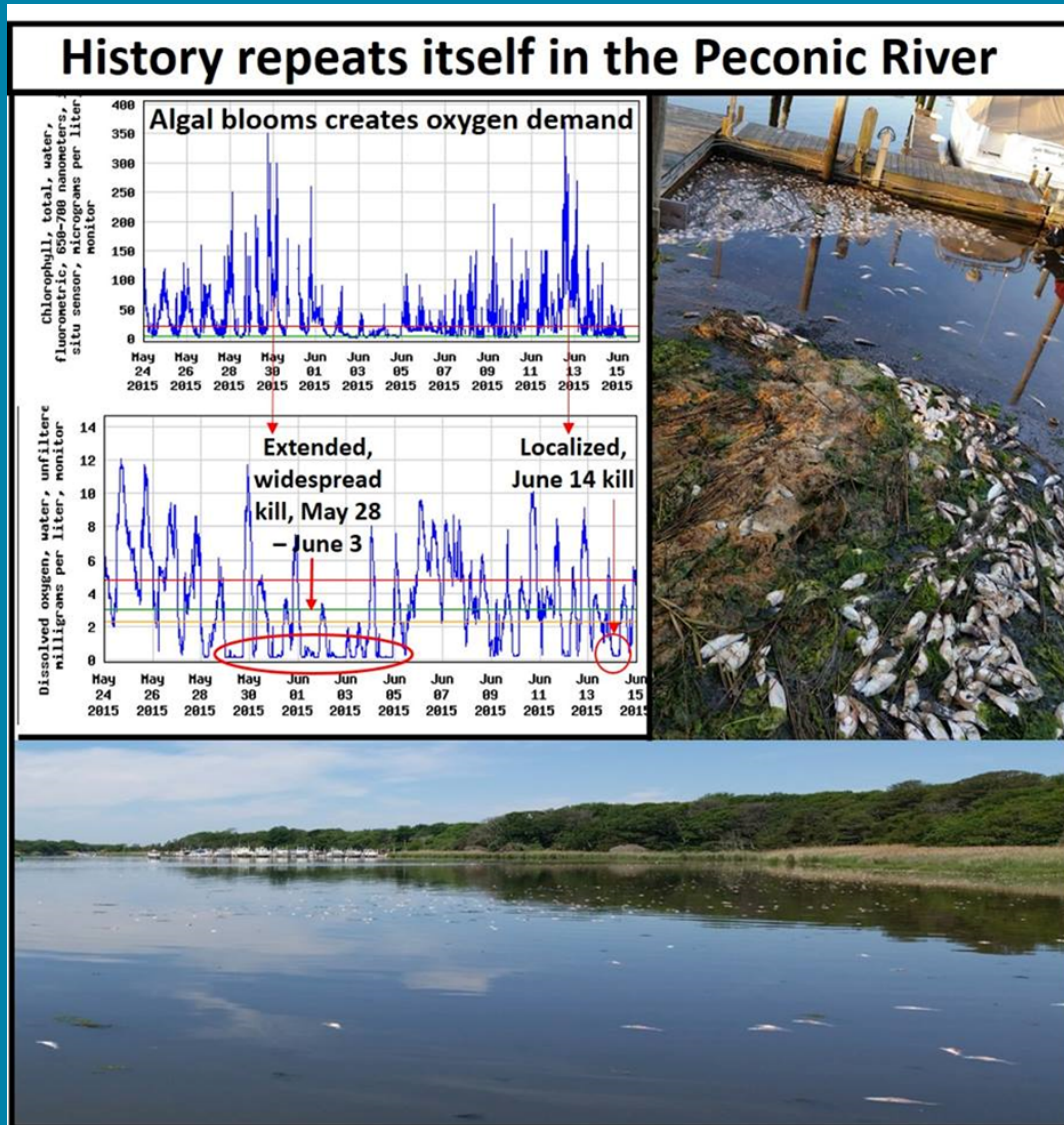 History repeats itself in the Peconic River
Algal blooms creates oxygen demand
Chlorophyll, total, water,
fluorometric, 650-700 nanometers,
situ sensor, micrograms per liter,
monitor
400
350
300
250
200
150
100
50
0
May May May May Jun Jun Jun Jun Jun Jun Jun Jun
24 26 28 30 01 03 05 07 09 11 13 15
2015 2015 2015 2015 2015 2015 2015 2015 2015 2015 2015 2015
Dissolved oxygen, water, unfiltere
milligrams per liter, monitor
14
12
10
8
6
4
2
0
Extended,
widespread
kill, May 28
– June 3
Localized,
June 14 kill
May May May May Jun Jun Jun Jun Jun Jun Jun Jun
24 26 28 30 01 03 05 07 09 11 13 15
2015 2015 2015 2015 2015 2015 2015 2015 2015 2015 2015 2015